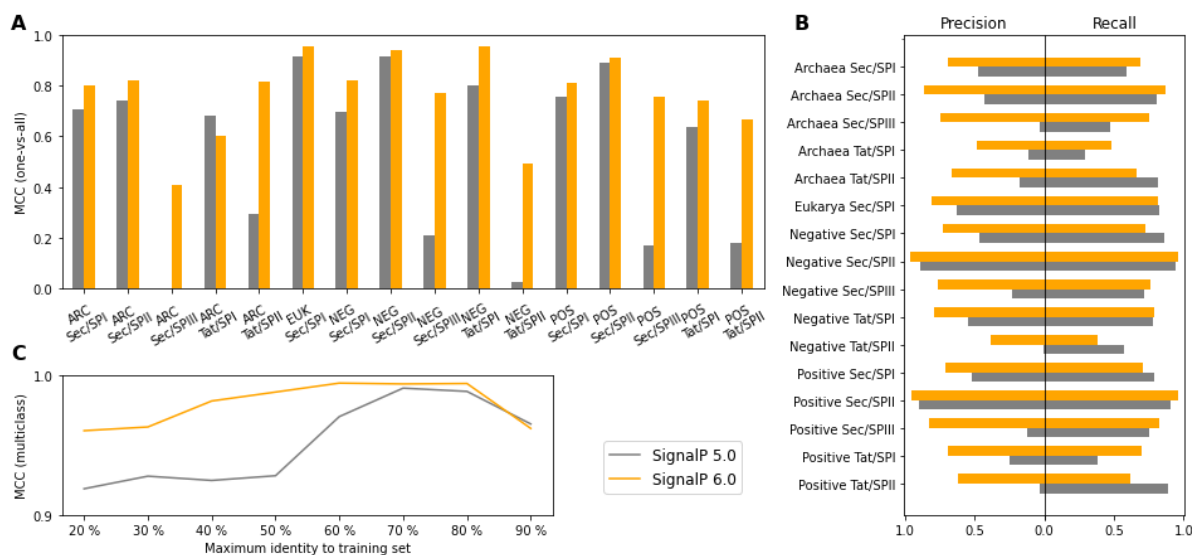 A
1.0
0.8
0.6
0.4
0.2
0.0
MCC (one-vs-all)
ARC
Sec/SPI
ARC
Sec/SPII
ARC
Sec/SPIII
ARC
Tat/SPI
ARC
Tat/SPII
EUK
Sec/SPI
NEG
Sec/SPI
NEG
Sec/SPII
NEG
Sec/SPIII
NEG
Tat/SPI
NEG
Tat/SPII
POS
Sec/SPI
POS
Sec/SPII
POS
Sec/SPIII
POS
Tat/SPI
POS
Tat/SPII
B
Precision Recall
Archaea Sec/SPI
Archaea Sec/SPII
Archaea Sec/SPIII
Archaea Tat/SPI
Archaea Tat/SPII
Eukarya Sec/SPI
Negative Sec/SPI
Negative Sec/SPII
Negative Sec/SPIII
Negative Tat/SPI
Negative Tat/SPII
Positive Sec/SPI
Positive Sec/SPII
Positive Sec/SPIII
Positive Tat/SPI
Positive Tat/SPII
1.0 0.5 0.0 0.5 1.0
C
1.0
0.9
MCC (multiclass)
20 % 30 % 40 % 50 % 60 % 70 % 80 % 90 %
Maximum identity to training set
SignalP 5.0
SignalP 6.0